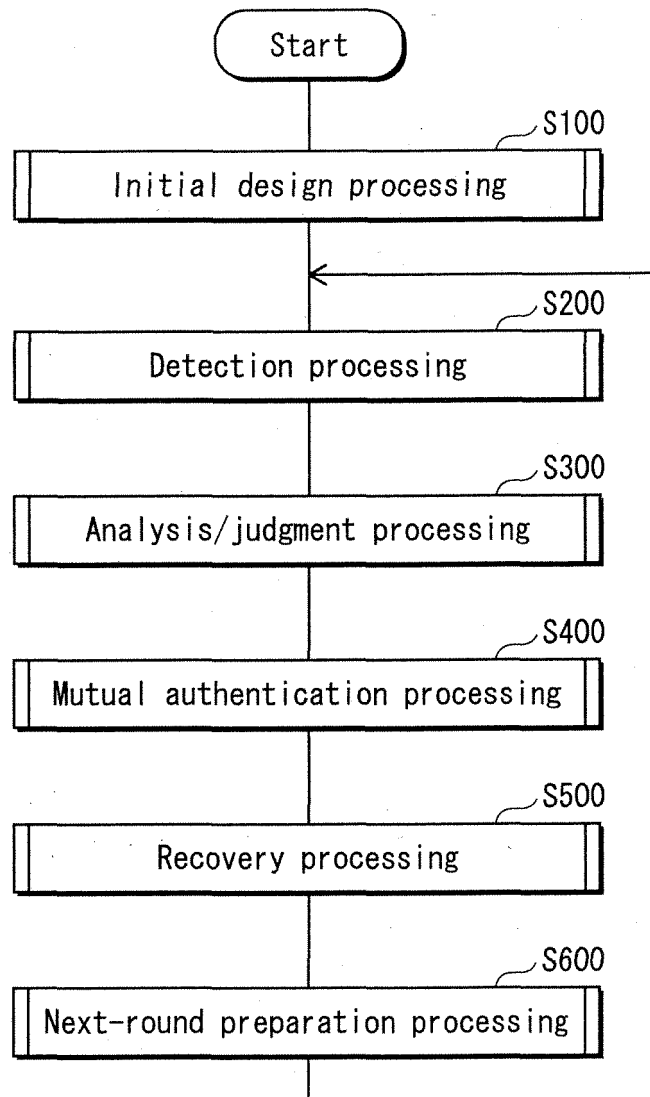 Start
S100
Initial design processing
S200
Detection processing
S300
Analysis/judgment processing
S400
Mutual authentication processing
S500
Recovery processing
S600
Next-round preparation processing